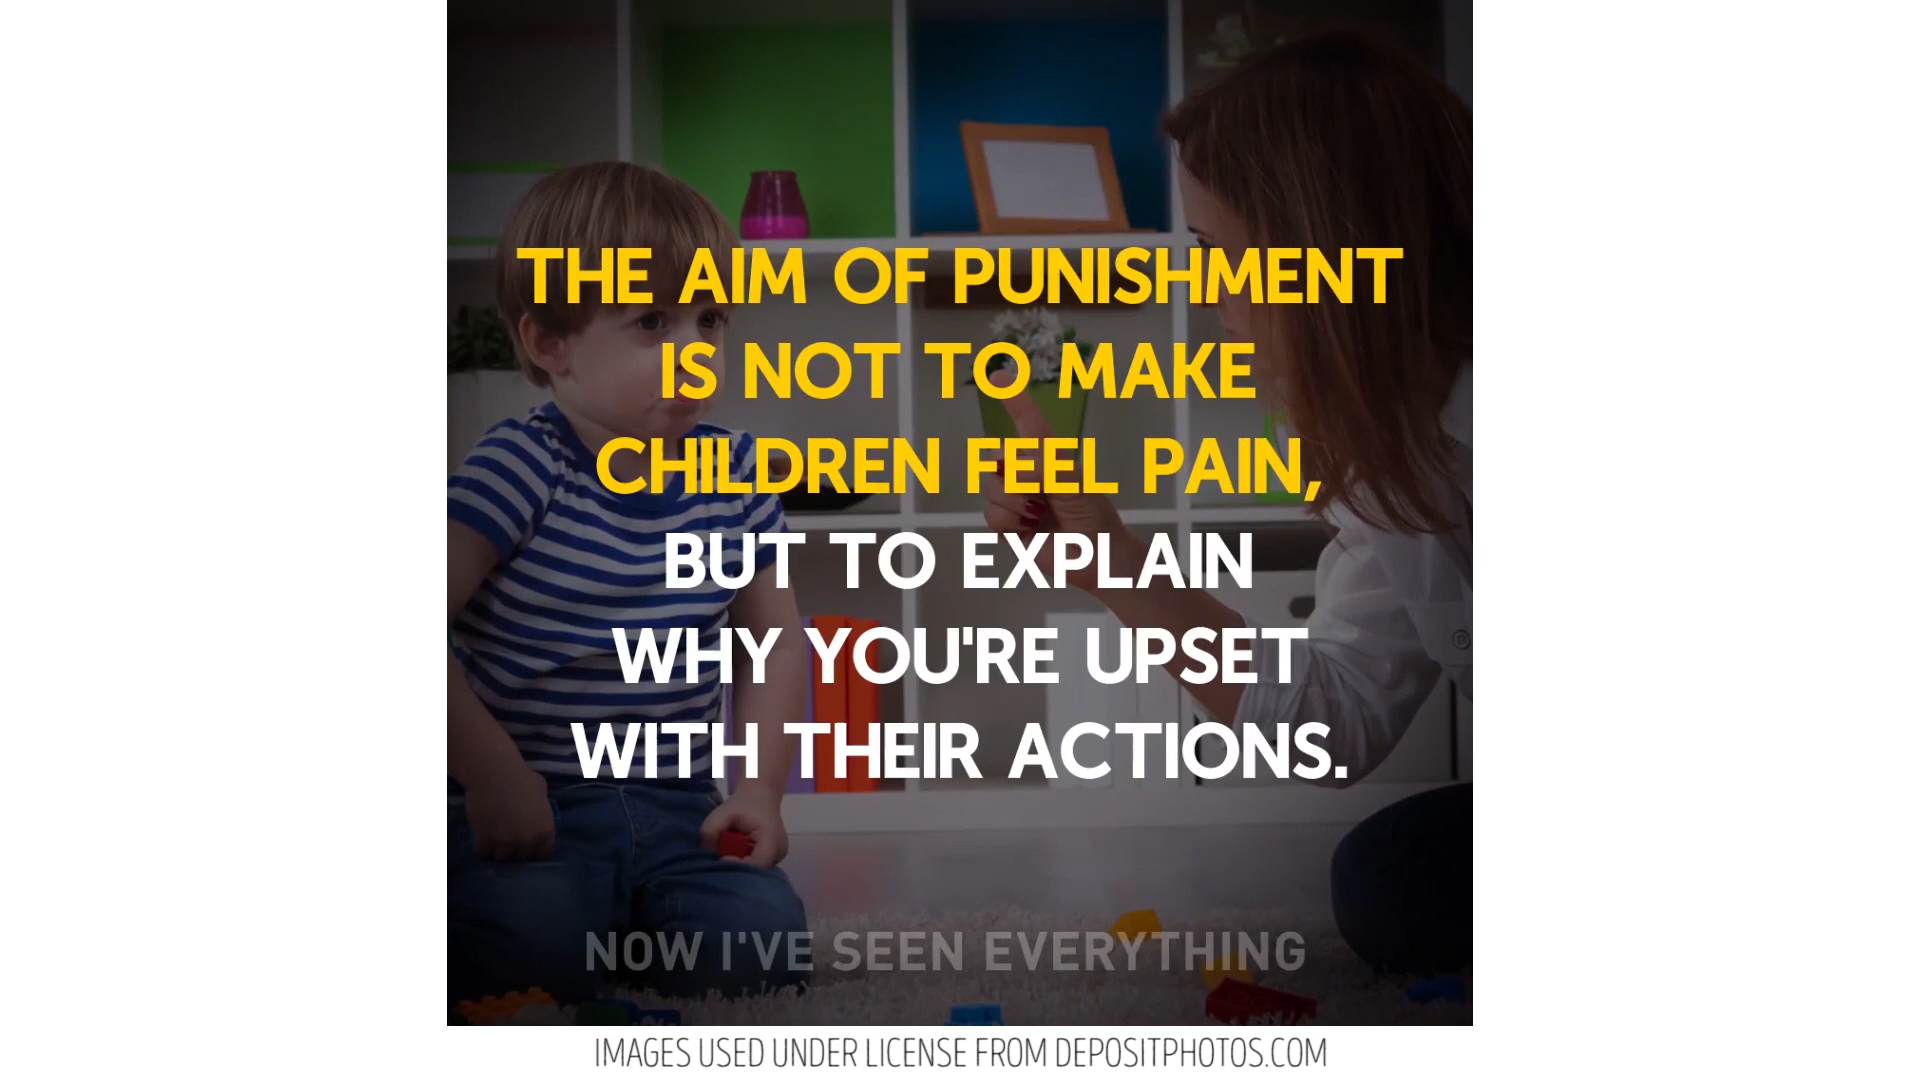 THE AIM OF PUNISHMENT
IS NOT TO MAKE
CHILDREN FEEL PAIN,
BUT TO EXPLAIN
WHY YOU'RE UPSET
WITH THEIR ACTIONS.
NOW I'VE SEEN EVERYTHING
IMAGES USED UNDER LICENSE FROM DEPOSITPHOTOS.COM